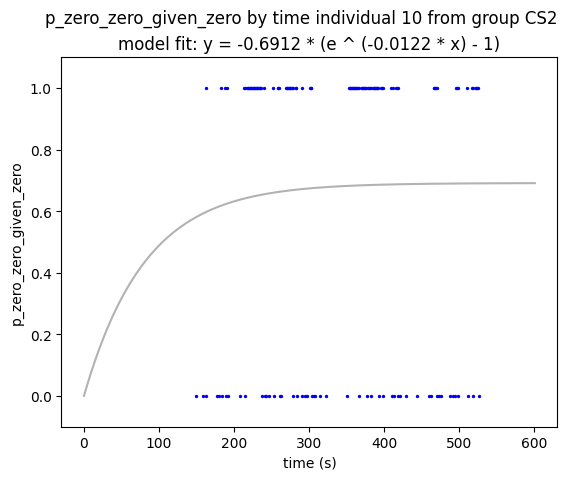 p_zero_zero_given_zero by time individual 10 from group CS2
model fit: y = -0.6912 * (e ^ (-0.0122 * x) - 1)
1.0
0.8
0.6
0.4
0.2
0.0
p_zero_zero_given_zero
0 100 200 300 400 500 600
time (s)